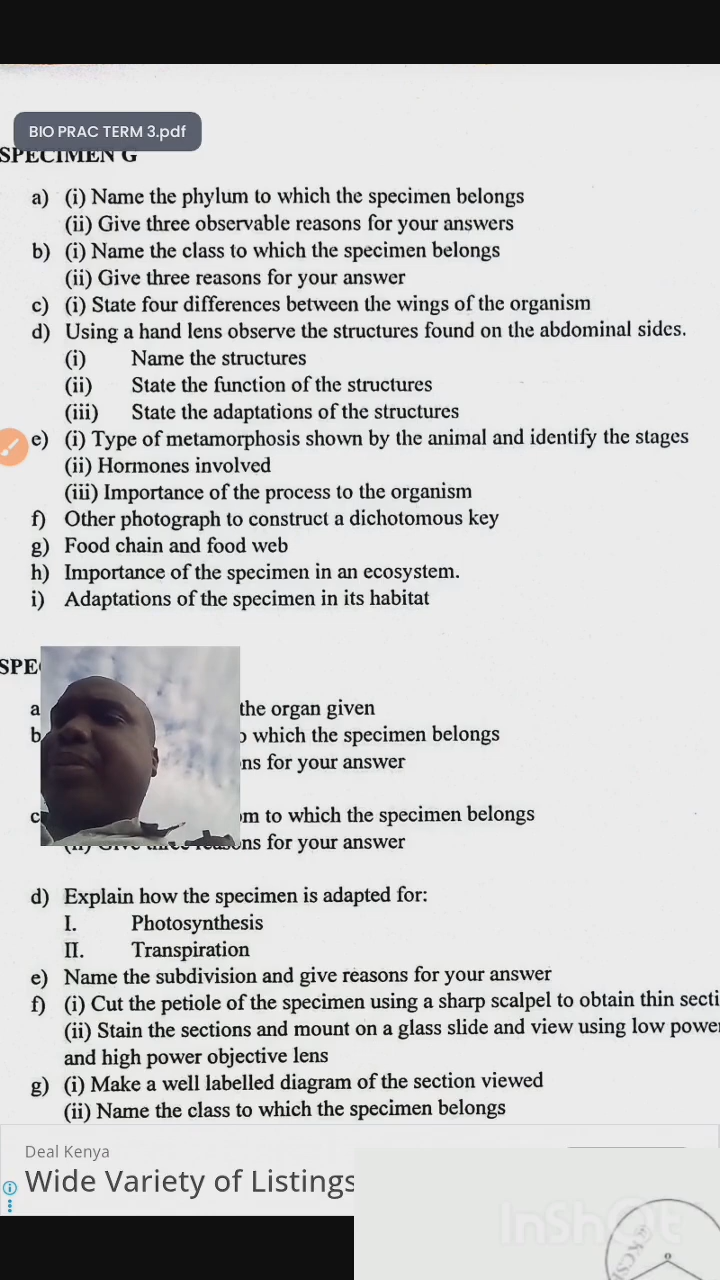 BIO PRAC TERM 3.pdf
SPECIMEN G
a) (i) Name the phylum to which the specimen belongs
(ii) Give three observable reasons for your answers
b) (i) Name the class to which the specimen belongs
(ii) Give three reasons for your answer
c) (i) State four differences between the wings of the organism
d) Using a hand lens observe the structures found on the abdominal sides.
(i) Name the structures
(ii) State the function of the structures
(iii) State the adaptations of the structures
e) (i) Type of metamorphosis shown by the animal and identify the stages
(ii) Hormones involved
(iii) Importance of the process to the organism
f) Other photograph to construct a dichotomous key
g) Food chain and food web
h) Importance of the specimen in an ecosystem.
i) Adaptations of the specimen in its habitat
SPE
a the organ given
b which the specimen belongs
ns for your answer
c m to which the specimen belongs
(ii) Give three reasons for your answer
d) Explain how the specimen is adapted for:
I. Photosynthesis
II. Transpiration
e) Name the subdivision and give reasons for your answer
f) (i) Cut the petiole of the specimen using a sharp scalpel to obtain thin secti
(ii) Stain the sections and mount on a glass slide and view using low power
and high power objective lens
g) (i) Make a well labelled diagram of the section viewed
(ii) Name the class to which the specimen belongs
Deal Kenya
Wide Variety of Listings
InShOt
@KCS